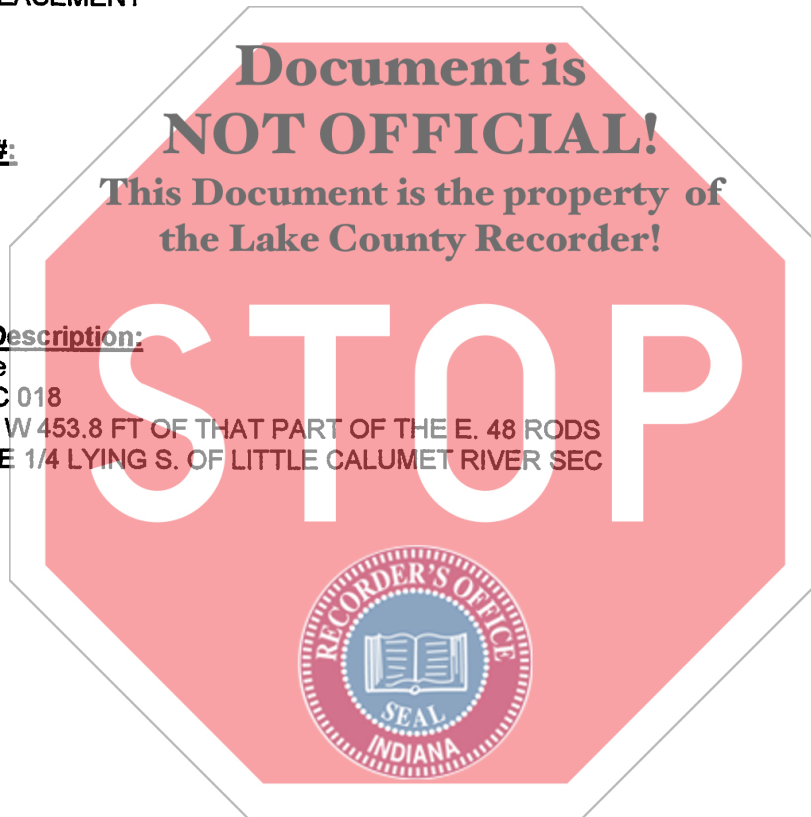 EASEMENT
Document is
NOT OFFICIAL!
#:
This Document is the property of
the Lake County Recorder!
Description:
e
C 018
W 453.8 FT OF THAT PART OF THE E. 48 RODS
E 1/4 LYING S. OF LITTLE CALUMET RIVER SEC
STOP
RECORDER'S OFFICE
SEAL
INDIANA